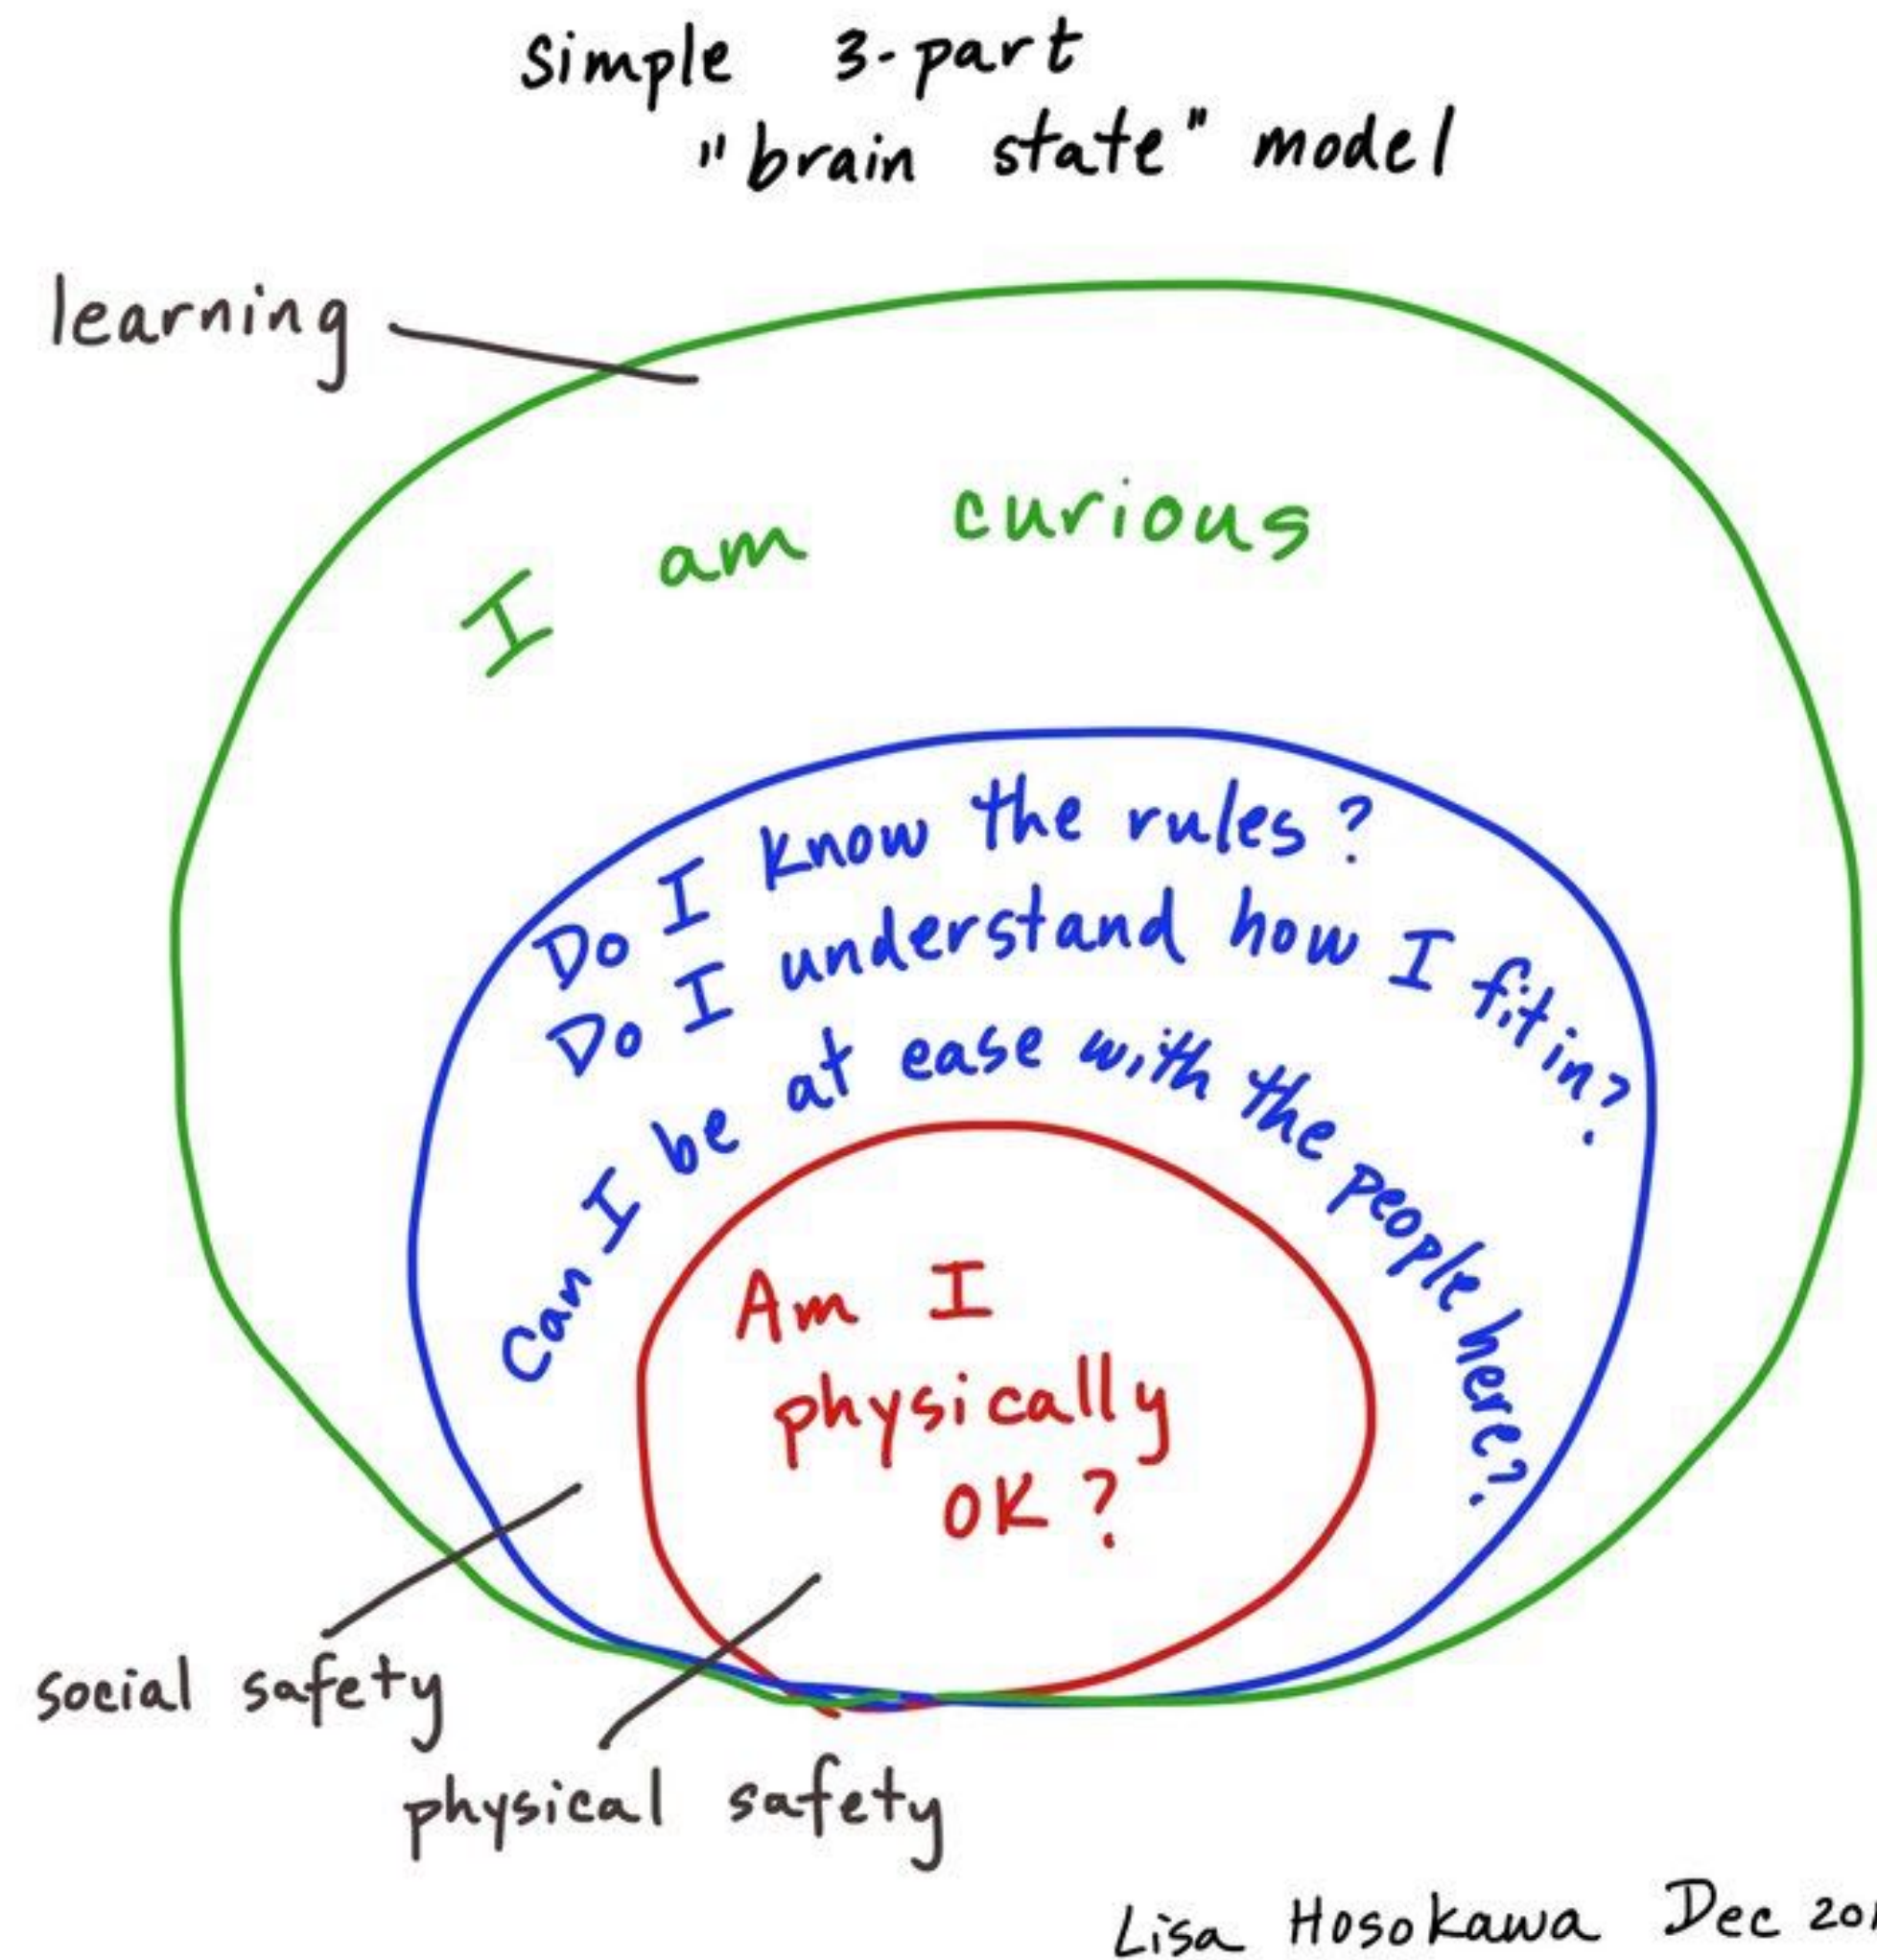 simple 3-part
"brain state" model
learning
I am curious
Do I know the rules?
Do I understand how I fit in?
Can I be at ease with the people here?
Am I
physically
OK?
social safety
physical safety
Lisa Hosokawa Dec